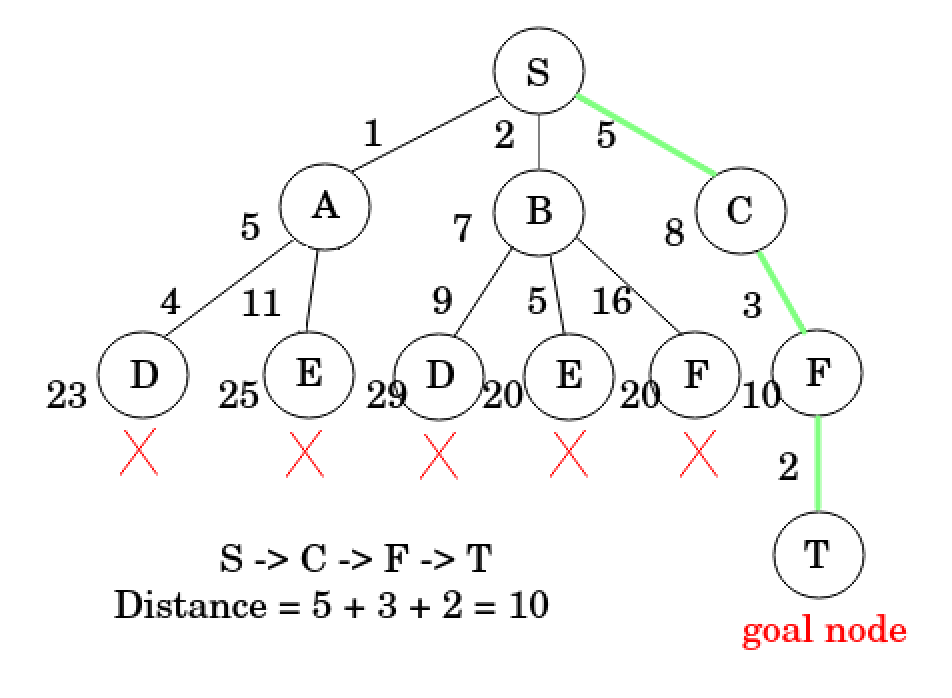 S
1 2 5
A B C
5 7 8
4 11 9 5 16 3
D E D E F F
23 25 29 20 20 10
2
S -> C -> F -> T
T
Distance = 5 + 3 + 2 = 10
goal node